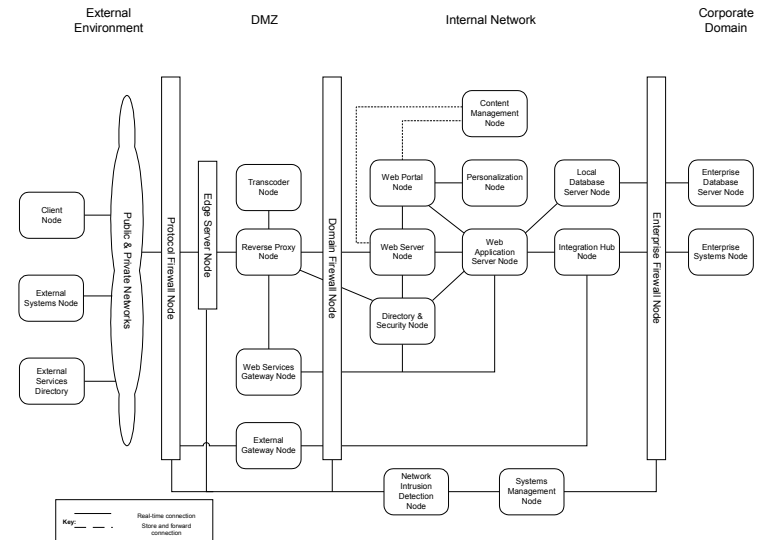 External
Environment
DMZ
Internal Network
Corporate
Domain
Content
Management
Node
Transcoder
Node
Web Portal
Node
Personalization
Node
Local
Database
Server Node
Enterprise
Database
Server Node
Client
Node
Public & Private Networks
Protocol Firewall Node
Edge Server Node
Reverse Proxy
Node
Domain Firewall Node
Web Server
Node
Web
Application
Server Node
Integration Hub
Node
Enterprise Firewall Node
Enterprise
Systems Node
External
Systems Node
Directory &
Security Node
External
Services
Directory
Web Services
Gateway Node
External
Gateway Node
Network
Intrusion
Detection
Node
Systems
Management
Node
Key:
Real-time connection
Store and forward
connection